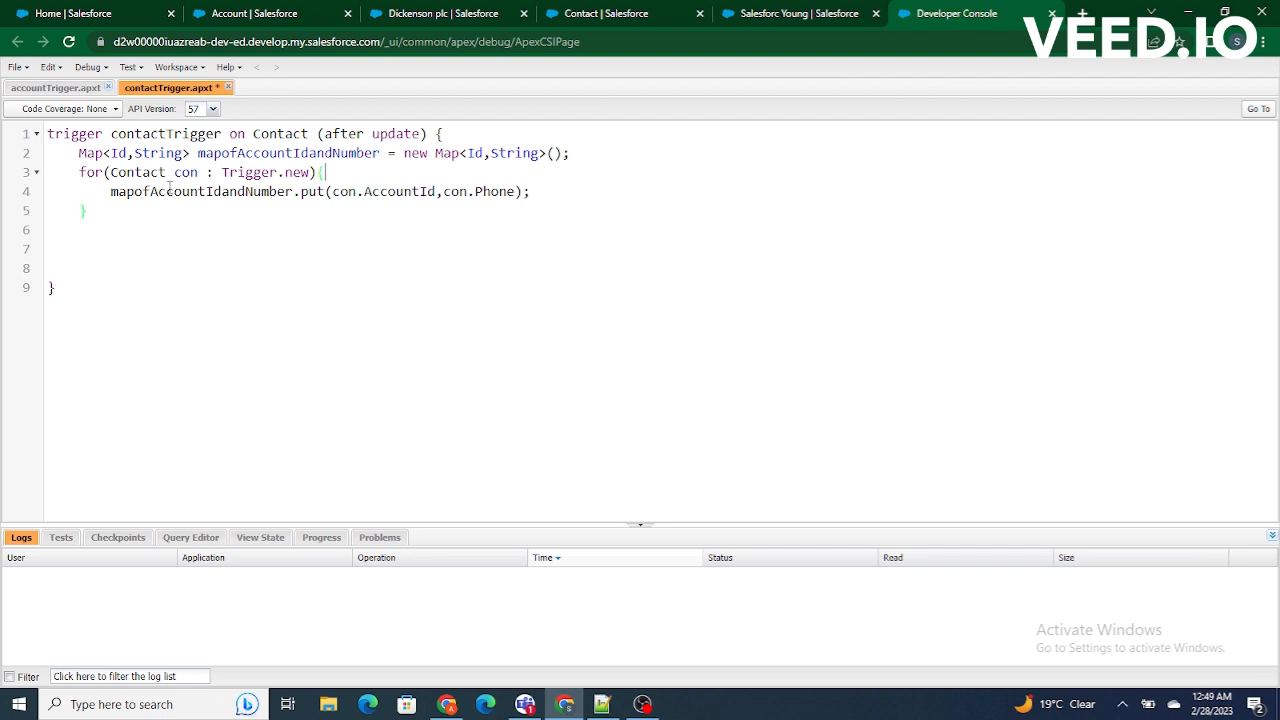 Home | Salesforce
Account | Salesforce
Dickenson plc | Salesforce
Contact | Salesforce
Salesforc Young | Salesforce
Developer Console
VEED.IO
d2w00000iuazreab-dev-ed.develop.my.salesforce.com/_ui/common/apex/debug/ApexCSIPage
S
File Edit Debug Test Workspace Help < >
accountTrigger.apxt contactTrigger.apxt *
Code Coverage: None API Version: 57 Go To
1 trigger contactTrigger on Contact (after update) {
2 Map<Id,String> mapofAccountIdandNumber = new Map<Id,String>();
3 for(Contact con : Trigger.new){
4 mapofAccountIdandNumber.put(con.AccountId,con.Phone);
5 }
6
7
8
9 }
Logs Tests Checkpoints Query Editor View State Progress Problems
User Application Operation Time Status Read Size
Activate Windows
Go to Settings to activate Windows.
Filter Click here to filter the log list
Type here to search
19°C Clear
12:49 AM
2/28/2023
2